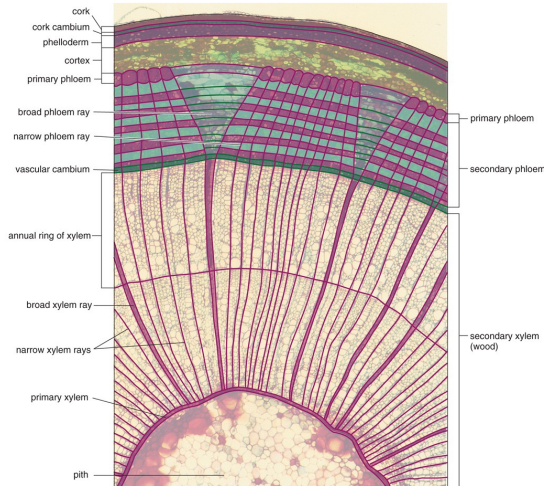 cork
cork cambium
phelloderm
cortex
primary phloem
broad phloem ray
narrow phloem ray
vascular cambium
annual ring of xylem
broad xylem ray
narrow xylem rays
primary xylem
pith
primary phloem
secondary phloem
secondary xylem
(wood)